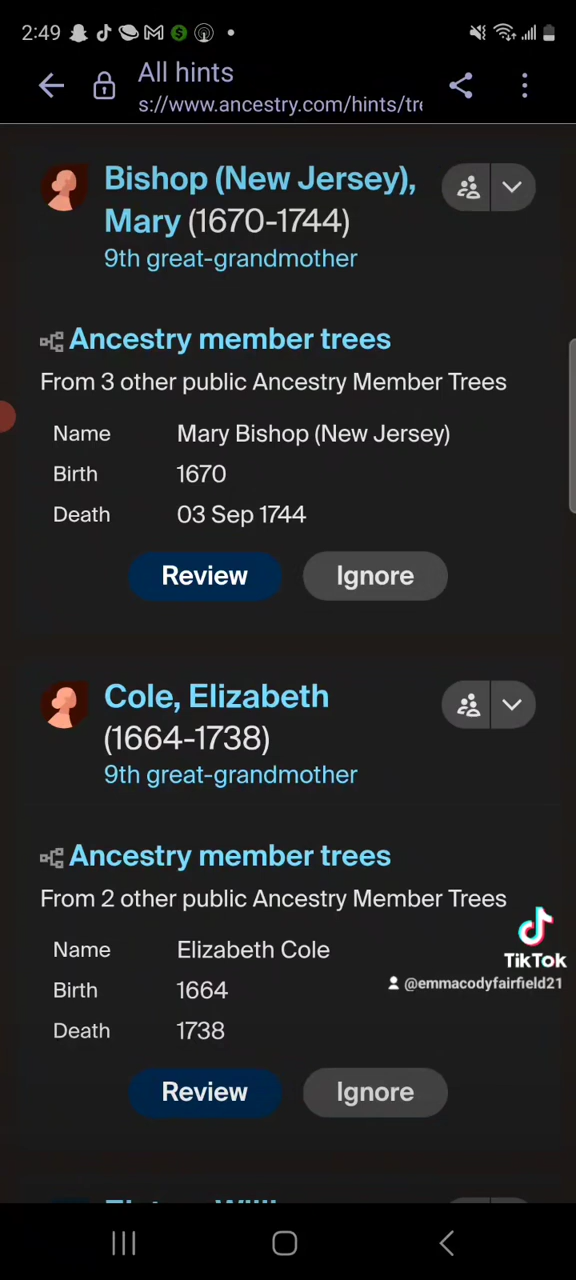 2:49
All hints
s://www.ancestry.com/hints/tre
Bishop (New Jersey),
Mary (1670-1744)
9th great-grandmother
Ancestry member trees
From 3 other public Ancestry Member Trees
Name Mary Bishop (New Jersey)
Birth 1670
Death 03 Sep 1744
Review Ignore
Cole, Elizabeth
(1664-1738)
9th great-grandmother
Ancestry member trees
From 2 other public Ancestry Member Trees
Name Elizabeth Cole
Birth 1664
Death 1738
TikTok
@emmacodyfairfield21
Review Ignore